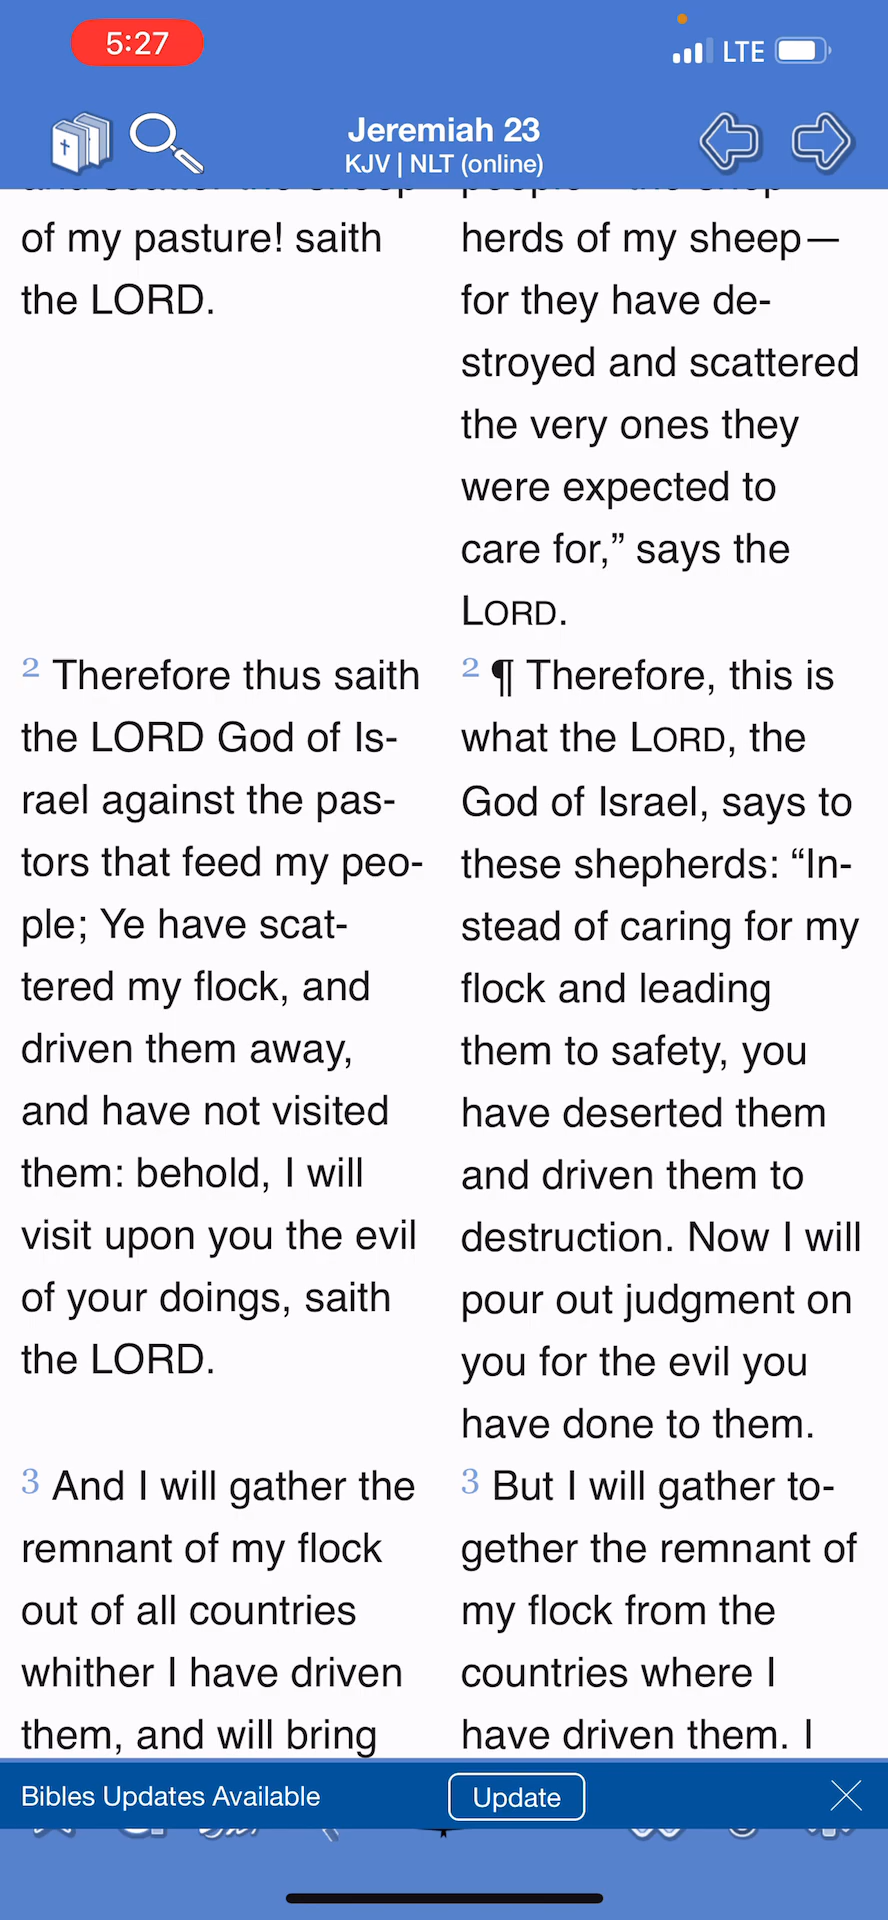 5:27
LTE
Jeremiah 23
KJV | NLT (online)
of my pasture! saith
the LORD.
herds of my sheep—
for they have de-
stroyed and scattered
the very ones they
were expected to
care for,” says the
LORD.
2 Therefore thus saith
the LORD God of Is-
rael against the pas-
tors that feed my peo-
ple; Ye have scat-
tered my flock, and
driven them away,
and have not visited
them: behold, I will
visit upon you the evil
of your doings, saith
the LORD.
2 ¶ Therefore, this is
what the LORD, the
God of Israel, says to
these shepherds: “In-
stead of caring for my
flock and leading
them to safety, you
have deserted them
and driven them to
destruction. Now I will
pour out judgment on
you for the evil you
have done to them.
3 And I will gather the
remnant of my flock
out of all countries
whither I have driven
them, and will bring
3 But I will gather to-
gether the remnant of
my flock from the
countries where I
have driven them. I
Bibles Updates Available
Update